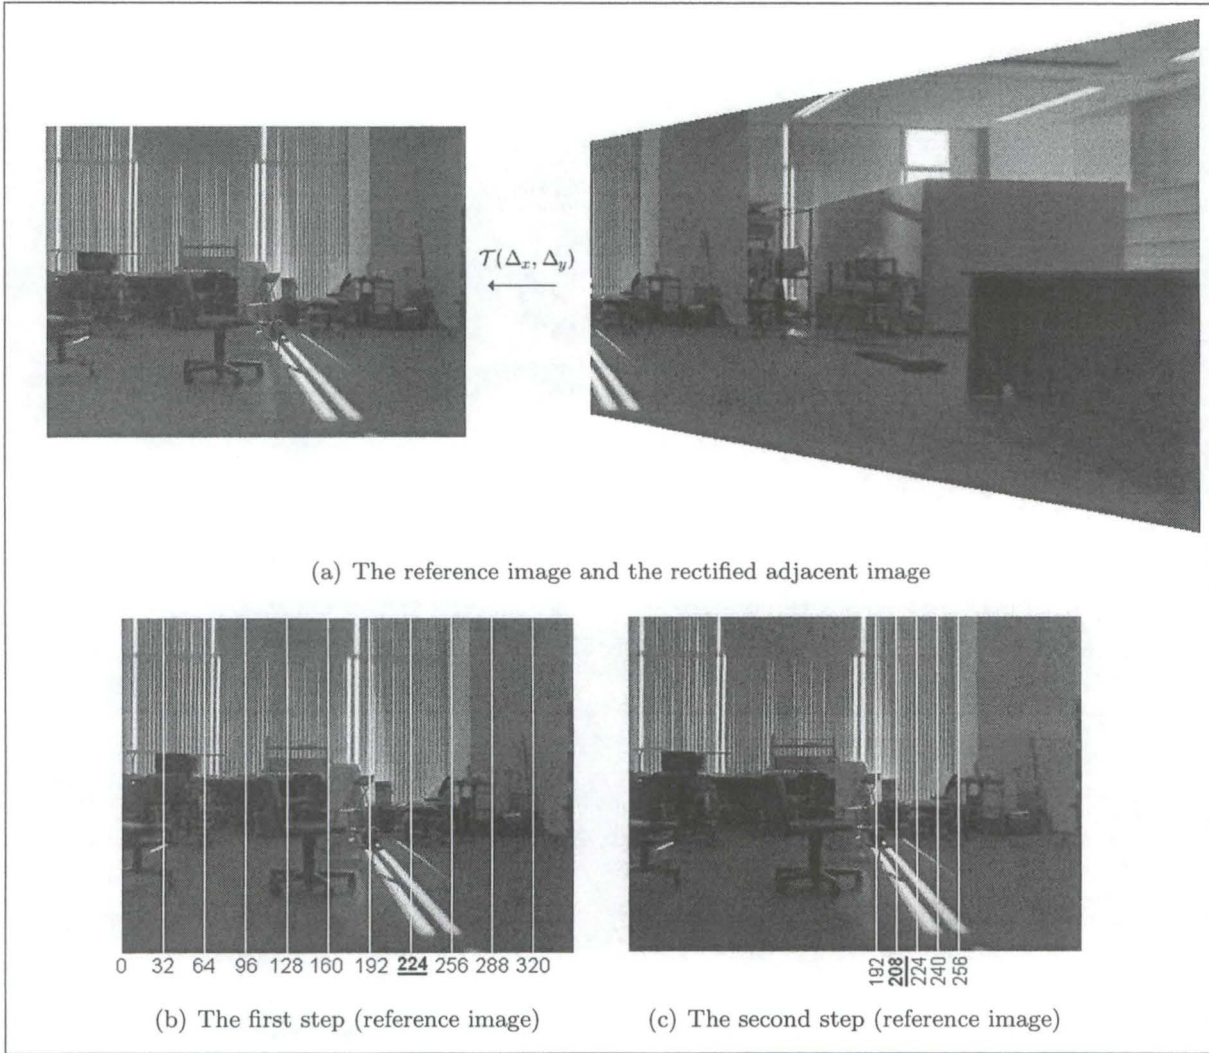 𝒯(Δx, Δy)
(a) The reference image and the rectified adjacent image
0 32 64 96 128 160 192 224 256 288 320
192 208 224 240 256
(b) The first step (reference image)
(c) The second step (reference image)